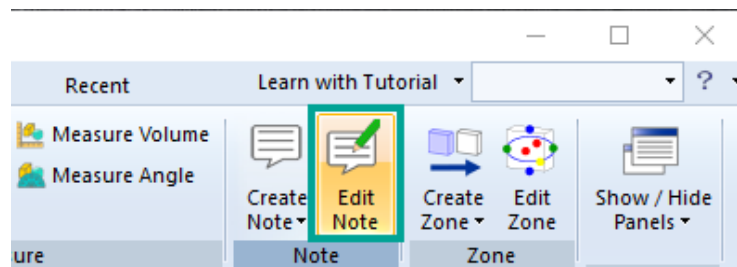 Recent Learn with Tutorial ?
Measure Volume
Measure Angle
Create Edit Create Edit Show / Hide
Note Note Zone Zone Panels
ure Note Zone